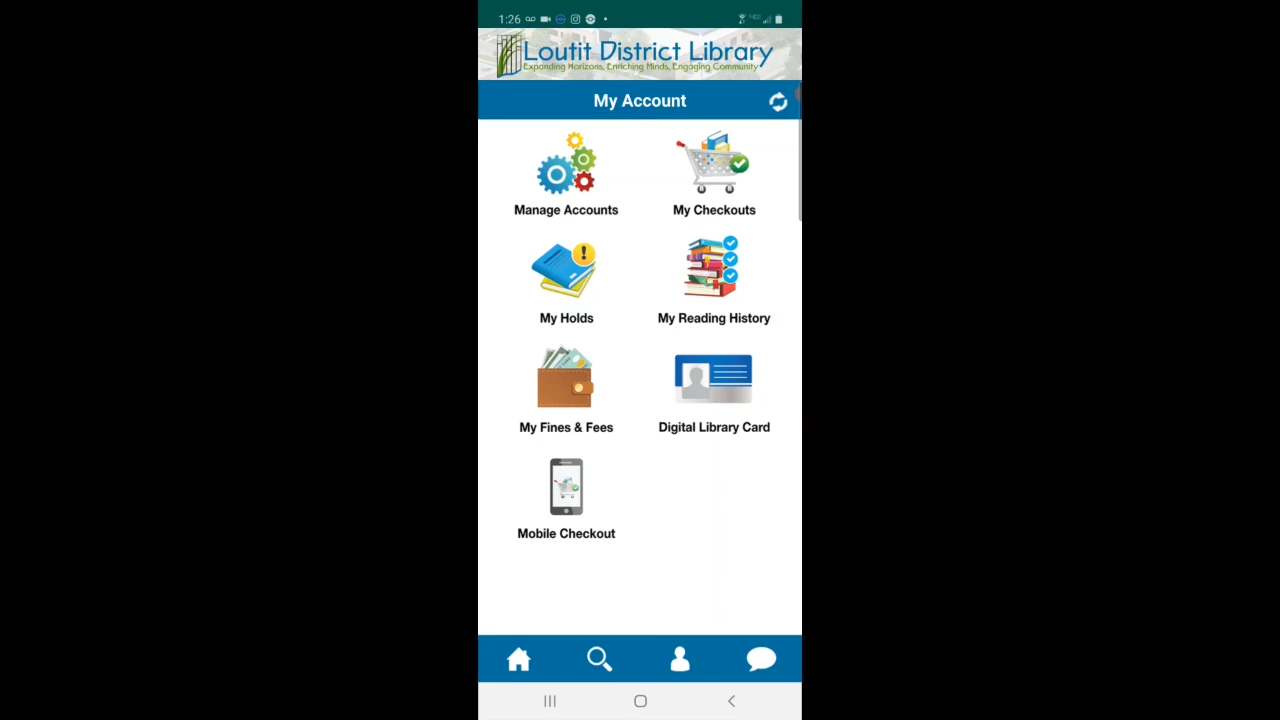 1:26
Loutit District Library
Expanding Horizons, Enriching Minds, Engaging Community
My Account
Manage Accounts
My Checkouts
My Holds
My Reading History
My Fines & Fees
Digital Library Card
Mobile Checkout